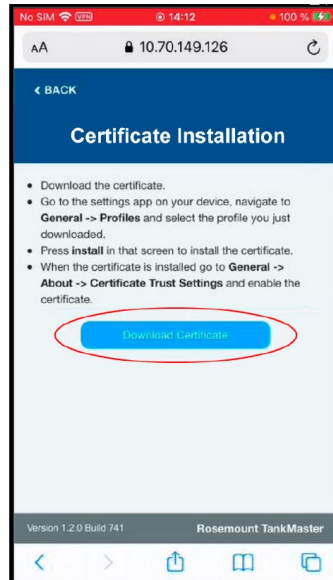 No SIM VPN 14:12 100 %
AA 10.70.149.126
BACK
Certificate Installation
• Download the certificate.
• Go to the settings app on your device, navigate to
General -> Profiles and select the profile you just
downloaded.
• Press install in that screen to install the certificate.
• When the certificate is installed go to General ->
About -> Certificate Trust Settings and enable the
certificate.
Download Certificate
Version 1.2.0 Build 741 Rosemount TankMaster